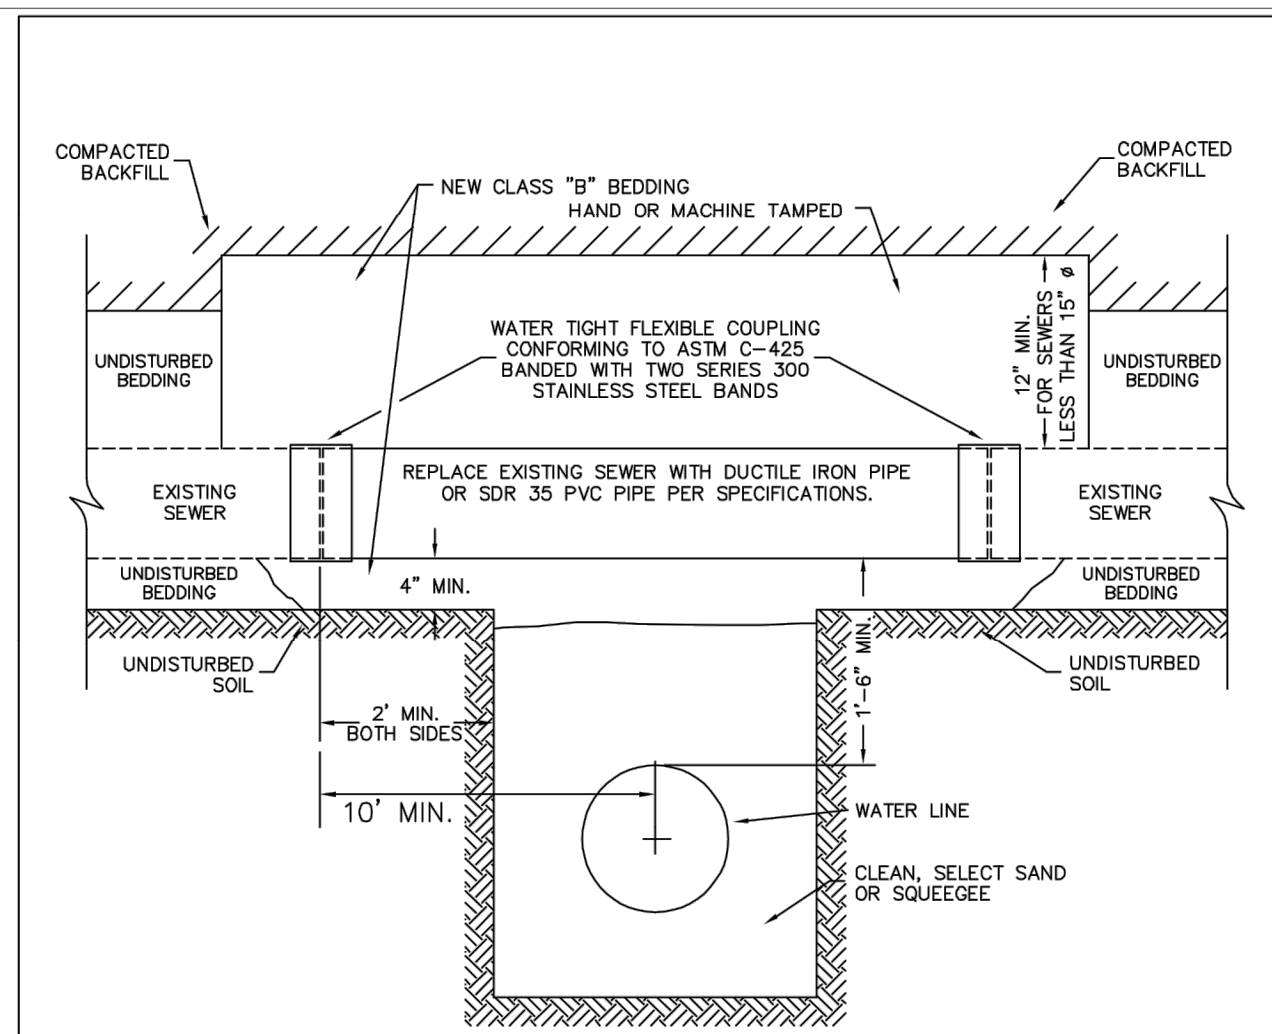 COMPACTED
BACKFILL
COMPACTED
BACKFILL
NEW CLASS "B" BEDDING
HAND OR MACHINE TAMPED
12" MIN.
FOR SEWERS
LESS THAN 15" ø
UNDISTURBED
BEDDING
WATER TIGHT FLEXIBLE COUPLING
CONFORMING TO ASTM C-425
BANDED WITH TWO SERIES 300
STAINLESS STEEL BANDS
UNDISTURBED
BEDDING
EXISTING
SEWER
REPLACE EXISTING SEWER WITH DUCTILE IRON PIPE
OR SDR 35 PVC PIPE PER SPECIFICATIONS.
EXISTING
SEWER
UNDISTURBED
BEDDING
4" MIN.
UNDISTURBED
BEDDING
UNDISTURBED
SOIL
1'-6" MIN.
UNDISTURBED
SOIL
2' MIN.
BOTH SIDES
10' MIN.
WATER LINE
CLEAN, SELECT SAND
OR SQUEEGEE